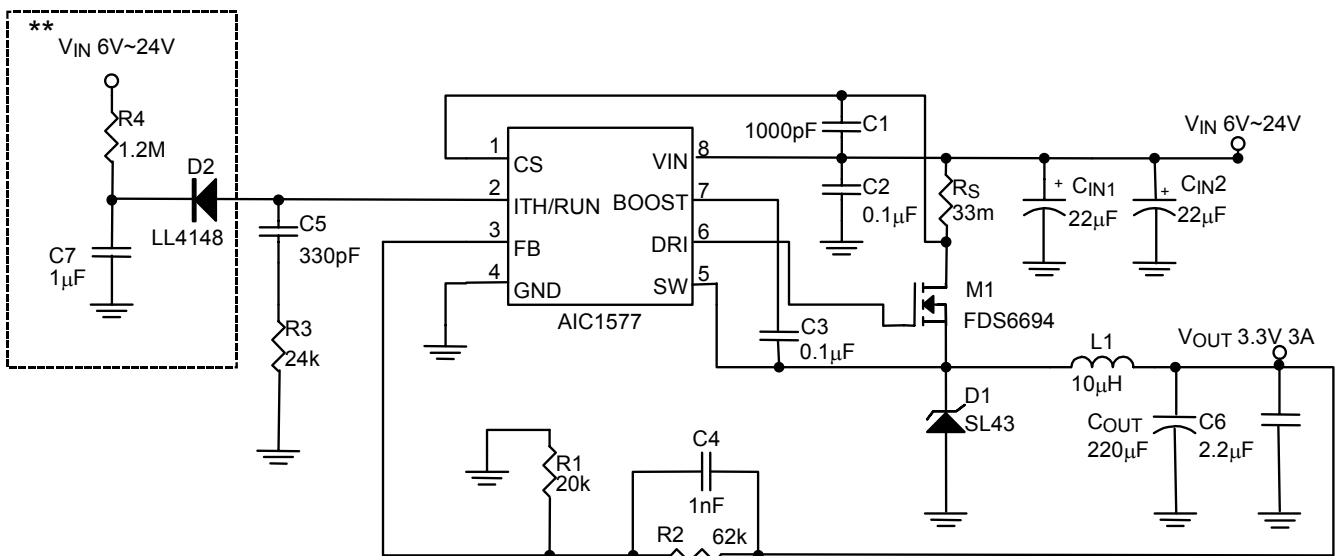 **
VIN 6V~24V
R4
1.2M
D2
LL4148
C7
1μF
C5
330pF
R3
24k
1
CS
2
ITH/RUN
3
FB
4
GND
VIN
8
BOOST
7
DRI
6
SW
5
AIC1577
1000pF
C1
C2
0.1μF
RS
33m
VIN 6V~24V
+
CIN1
22μF
+
CIN2
22μF
M1
FDS6694
C3
0.1μF
L1
10μH
VOUT 3.3V 3A
D1
SL43
COUT
220μF
C6
2.2μF
R1
20k
C4
1nF
R2
62k